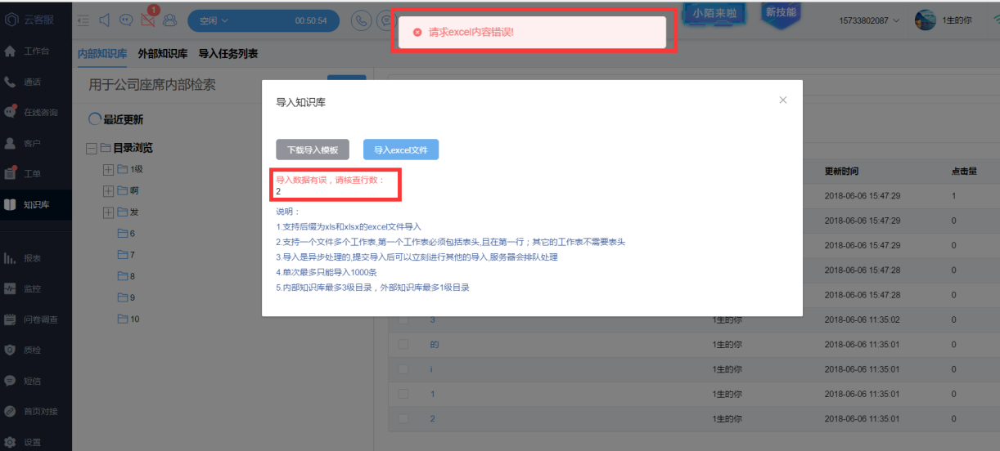 云客服
1
空闲 00:50:54
请求excel内容错误!
小陌来啦
新技能
15733802087
1生的你
工作台
通话
在线咨询
客户
工单
知识库
报表
监控
问卷调查
质检
短信
首页对接
设置
内部知识库 外部知识库 导入任务列表
用于公司座席内部检索
最近更新
目录浏览
1级
啊
发
6
7
8
9
10
导入知识库
下载导入模板 导入excel文件
导入数据有误，请核查行数：
2
说明：
1.支持后缀为xls和xlsx的excel文件导入
2.支持一个文件多个工作表,第一个工作表必须包括表头,且在第一行；其它的工作表不需要表头
3.导入是异步处理的,提交导入后可以立刻进行其他的导入,服务器会排队处理
4.单次最多只能导入1000条
5.内部知识库最多3级目录，外部知识库最多1级目录
更新时间 点击量
2018-06-06 15:47:29 1
2018-06-06 15:47:29 0
2018-06-06 15:47:29 0
2018-06-06 15:47:28 0
2018-06-06 15:47:28 0
3 1生的你 2018-06-06 11:35:02 0
的 1生的你 2018-06-06 11:35:01 0
i 1生的你 2018-06-06 11:35:01 0
1 1生的你 2018-06-06 11:35:01 0
2 1生的你 2018-06-06 11:35:01 0